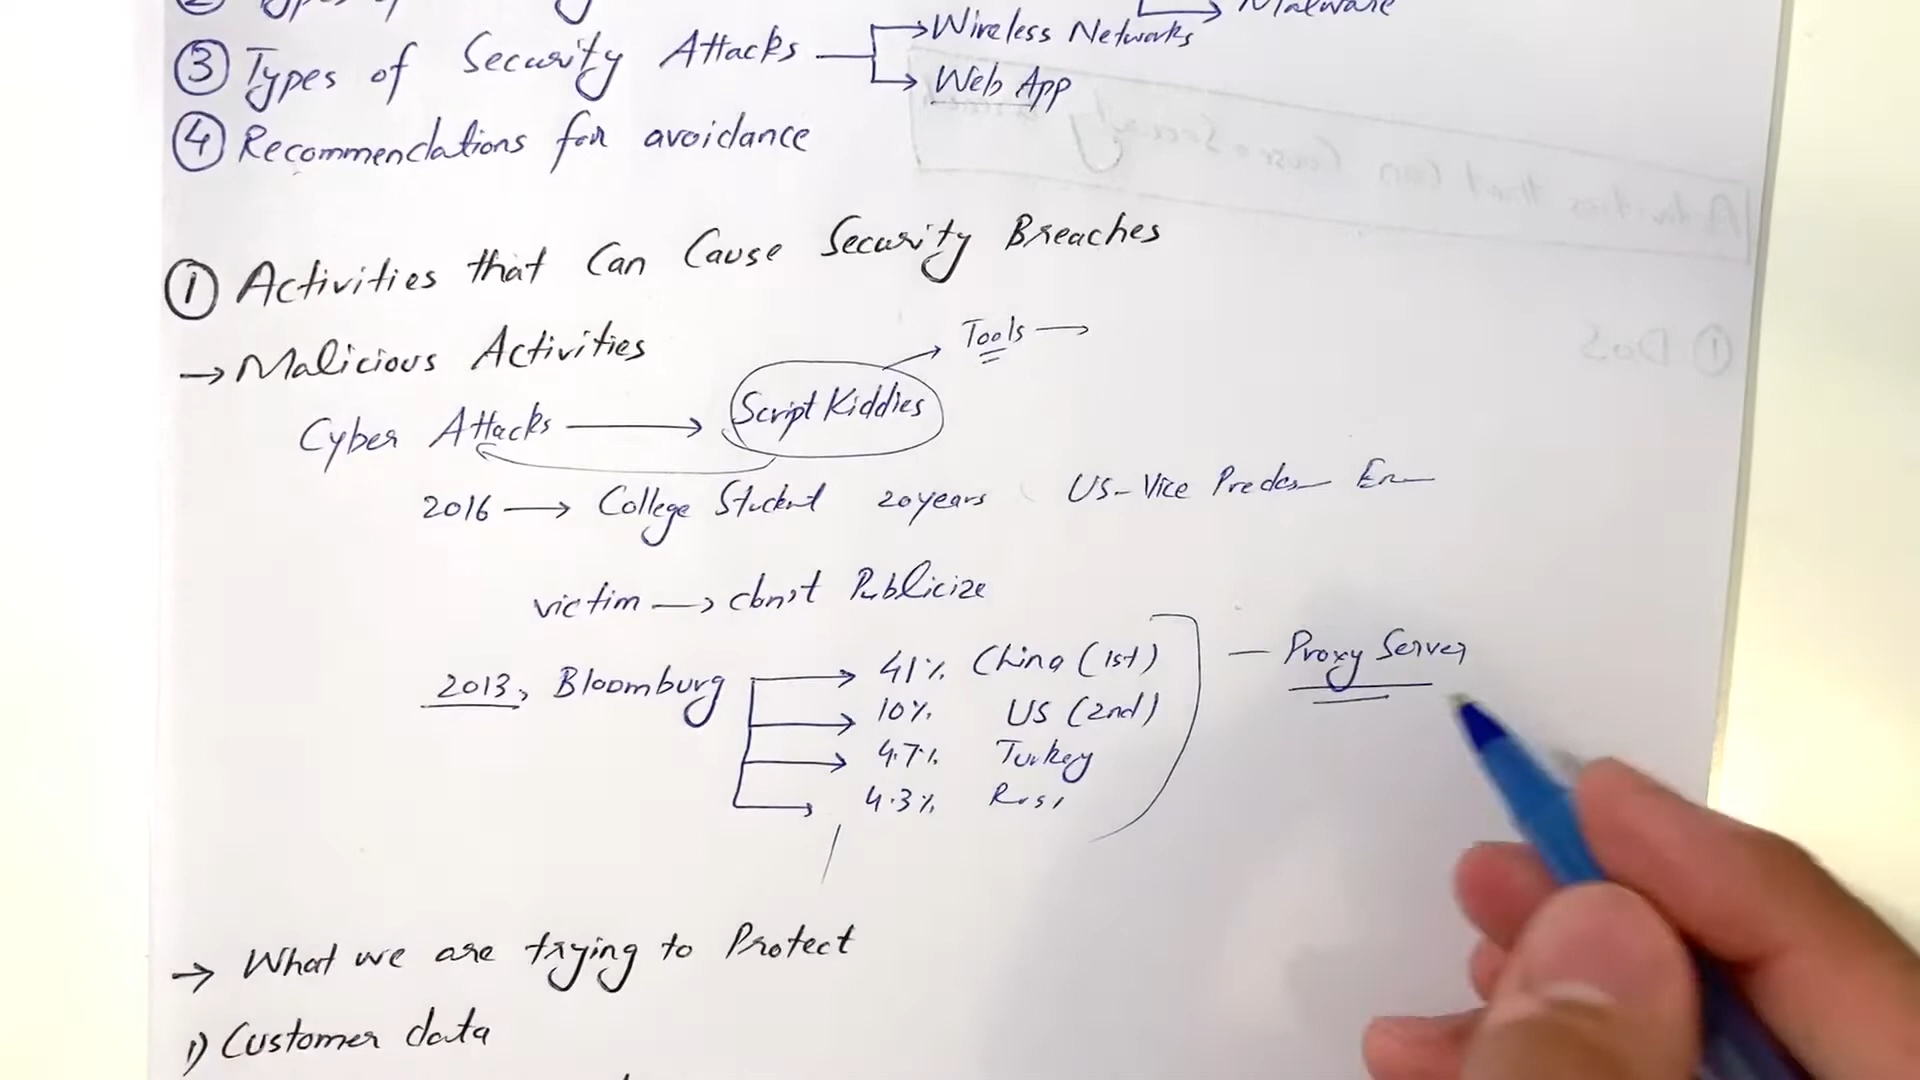 Malware
③ Types of Security Attacks
Wireless Networks
Web App
④ Recommendations for avoidance
① Activities that Can Cause Security Breaches
→ Malicious Activities
Tools →
Cyber Attacks → Script Kiddies
2016 → College Student 20 years US-Vice
victim → don't Publicize
2013, Bloomburg
41% China (1st)
10% US (2nd)
4.7% Turkey
4.3%
— Proxy Server
→ What we are trying to Protect
1) Customer data